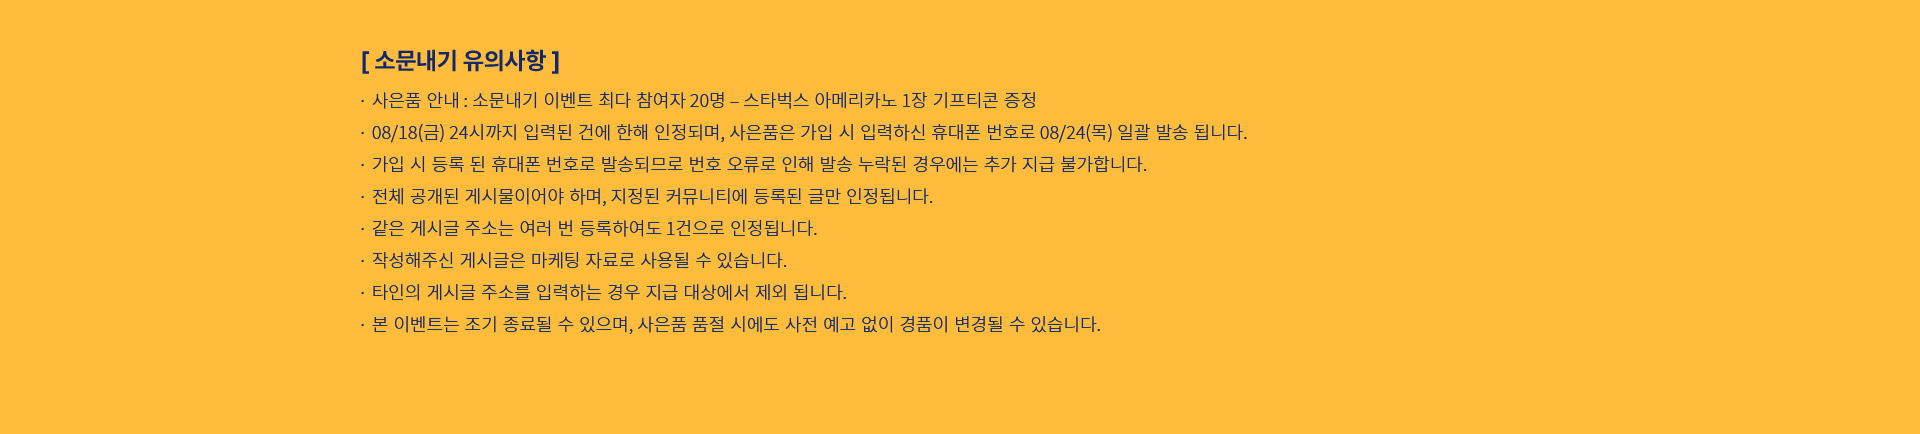 [ 소문내기 유의사항 ]
· 사은품 안내 : 소문내기 이벤트 최다 참여자 20명 – 스타벅스 아메리카노 1장 기프티콘 증정
· 08/18(금) 24시까지 입력된 건에 한해 인정되며, 사은품은 가입 시 입력하신 휴대폰 번호로 08/24(목) 일괄 발송 됩니다.
· 가입 시 등록 된 휴대폰 번호로 발송되므로 번호 오류로 인해 발송 누락된 경우에는 추가 지급 불가합니다.
· 전체 공개된 게시물이어야 하며, 지정된 커뮤니티에 등록된 글만 인정됩니다.
· 같은 게시글 주소는 여러 번 등록하여도 1건으로 인정됩니다.
· 작성해주신 게시글은 마케팅 자료로 사용될 수 있습니다.
· 타인의 게시글 주소를 입력하는 경우 지급 대상에서 제외 됩니다.
· 본 이벤트는 조기 종료될 수 있으며, 사은품 품절 시에도 사전 예고 없이 경품이 변경될 수 있습니다.